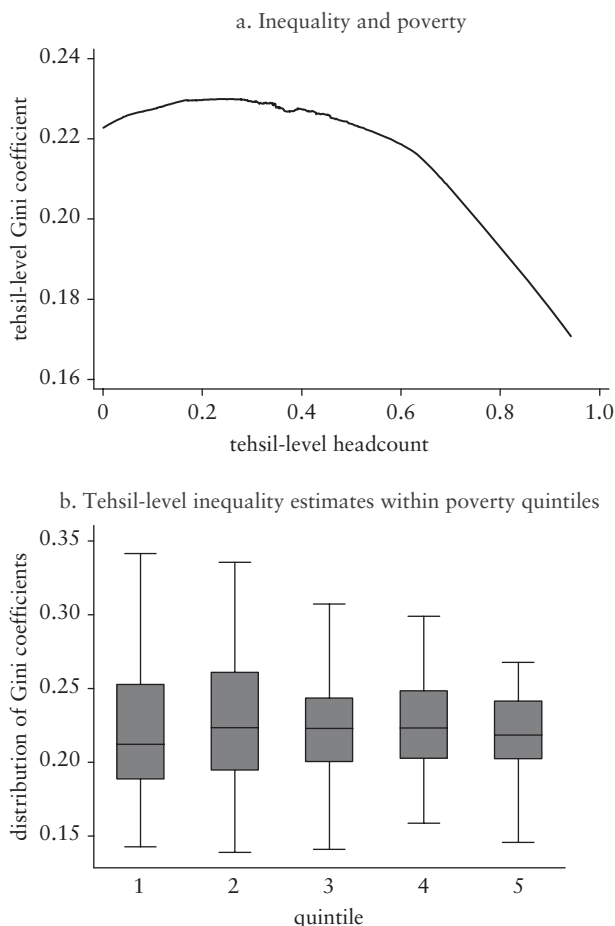 a. Inequality and poverty
tehsil-level Gini coefficient
0.24
0.22
0.20
0.18
0.16
0 0.2 0.4 0.6 0.8 1.0
tehsil-level headcount
b. Tehsil-level inequality estimates within poverty quintiles
distribution of Gini coefficients
0.35
0.30
0.25
0.20
0.15
1 2 3 4 5
quintile